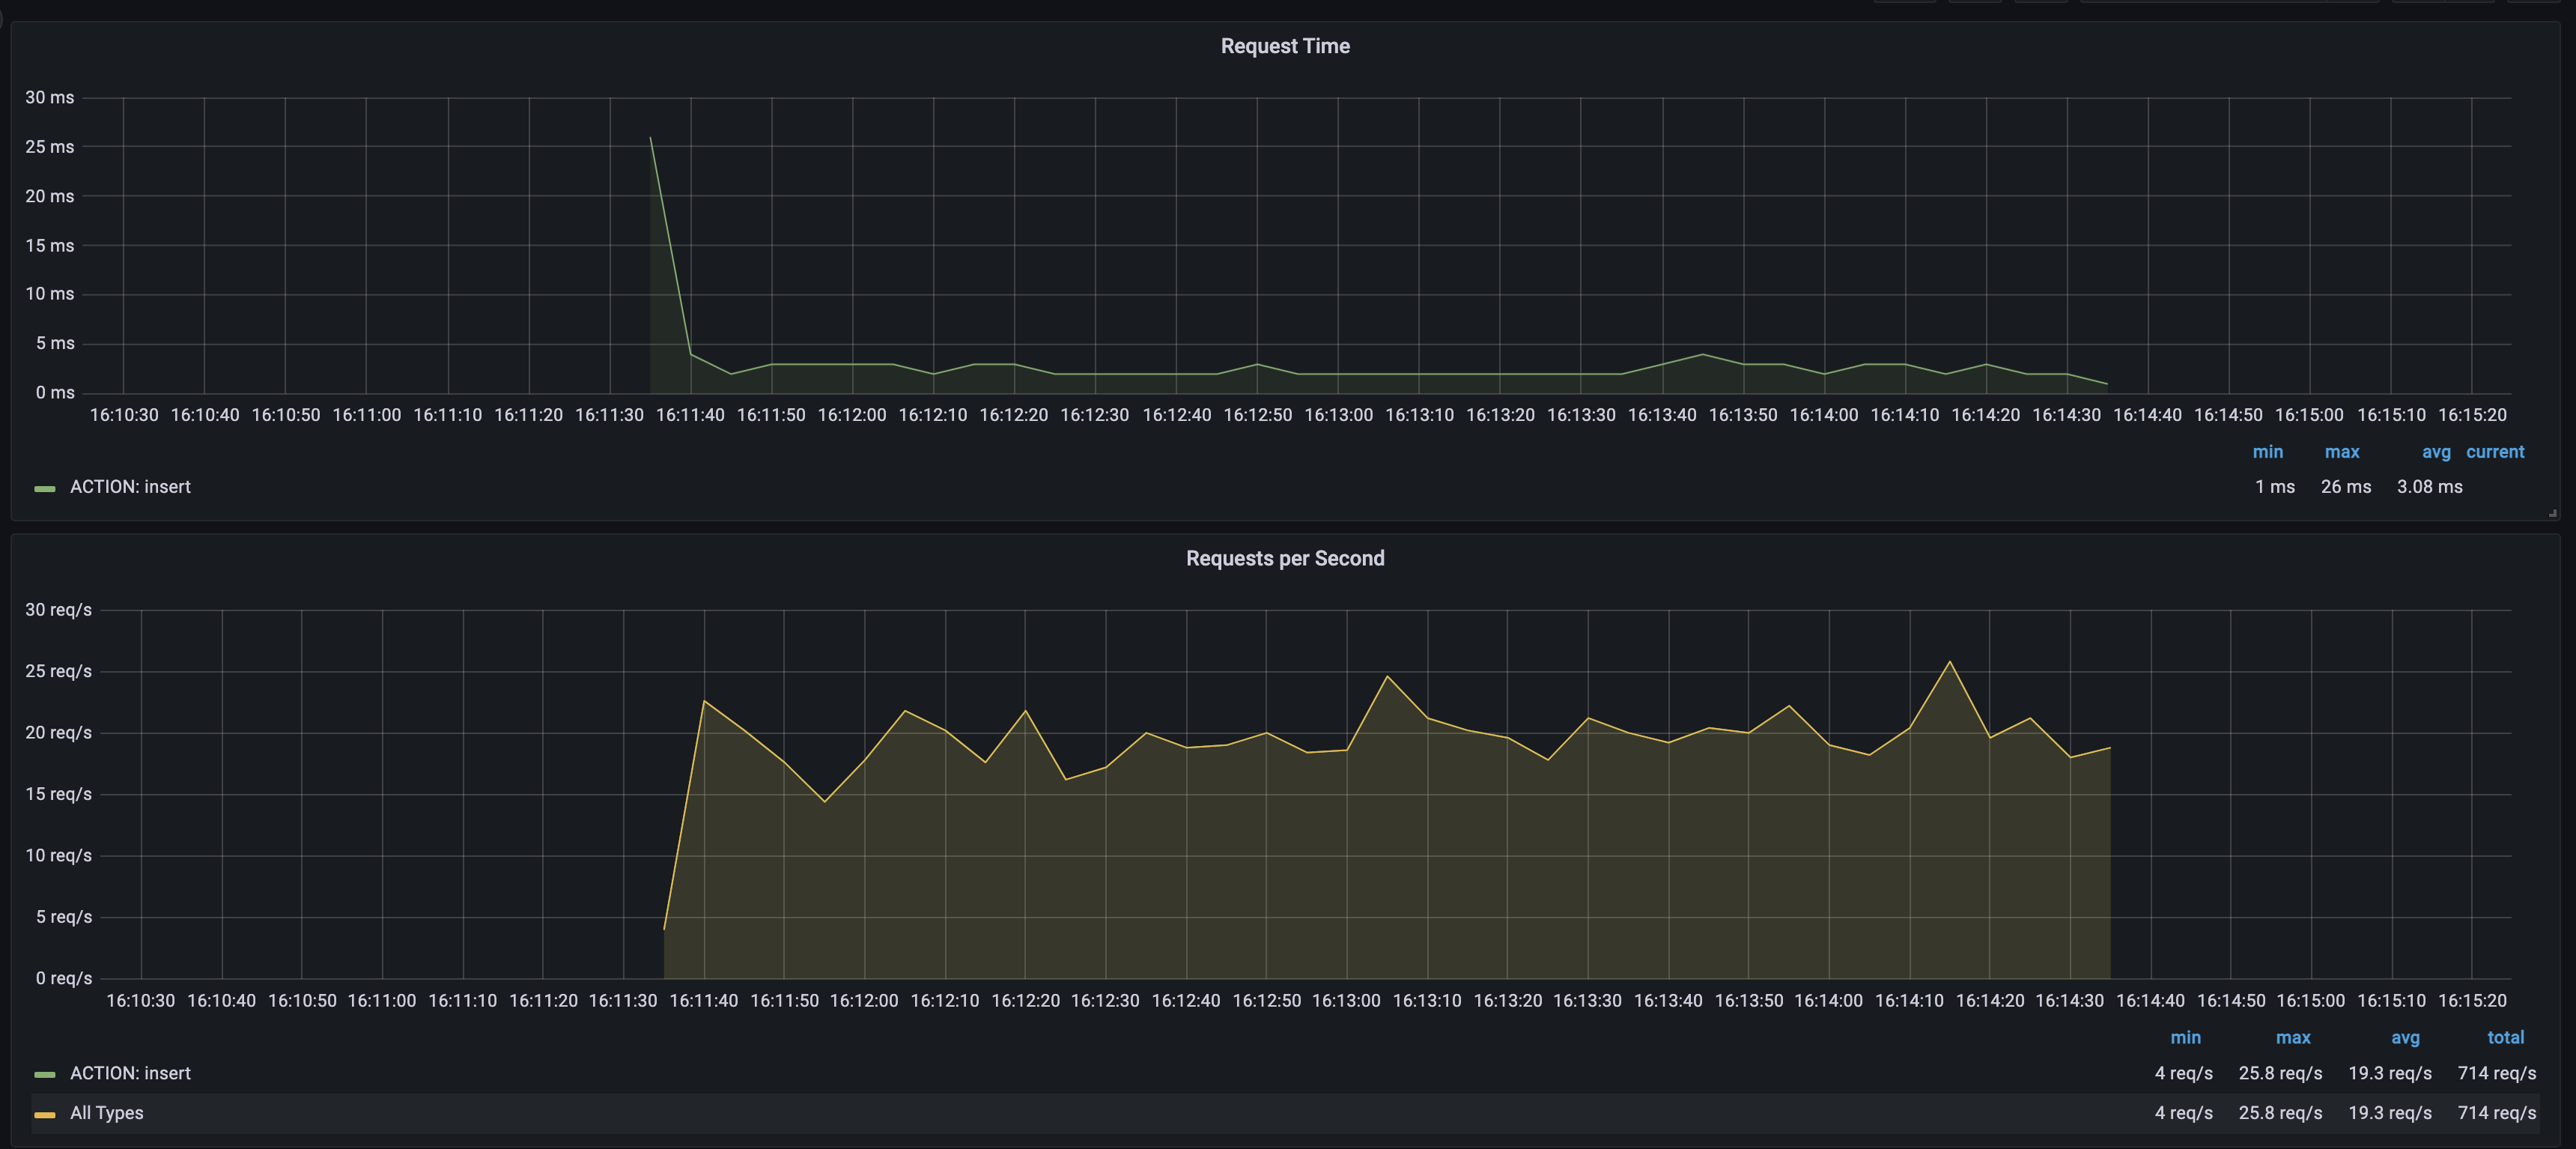 Request Time
30 ms
25 ms
20 ms
15 ms
10 ms
5 ms
0 ms
16:10:30 16:10:40 16:10:50 16:11:00 16:11:10 16:11:20 16:11:30 16:11:40 16:11:50 16:12:00 16:12:10 16:12:20 16:12:30 16:12:40 16:12:50 16:13:00 16:13:10 16:13:20 16:13:30 16:13:40 16:13:50 16:14:00 16:14:10 16:14:20 16:14:30 16:14:40 16:14:50 16:15:00 16:15:10 16:15:20
min max avg current
ACTION: insert 1 ms 26 ms 3.08 ms
Requests per Second
30 req/s
25 req/s
20 req/s
15 req/s
10 req/s
5 req/s
0 req/s
16:10:30 16:10:40 16:10:50 16:11:00 16:11:10 16:11:20 16:11:30 16:11:40 16:11:50 16:12:00 16:12:10 16:12:20 16:12:30 16:12:40 16:12:50 16:13:00 16:13:10 16:13:20 16:13:30 16:13:40 16:13:50 16:14:00 16:14:10 16:14:20 16:14:30 16:14:40 16:14:50 16:15:00 16:15:10 16:15:20
min max avg total
ACTION: insert 4 req/s 25.8 req/s 19.3 req/s 714 req/s
All Types 4 req/s 25.8 req/s 19.3 req/s 714 req/s